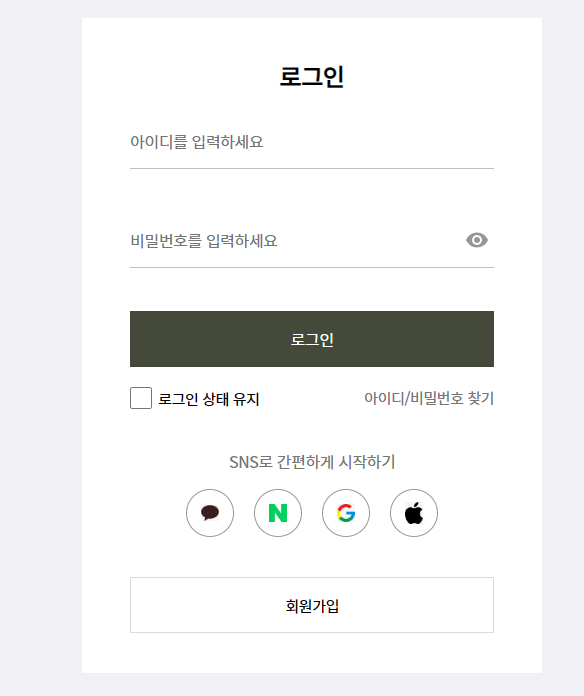 로그인
아이디를 입력하세요
비밀번호를 입력하세요
로그인
로그인 상태 유지 아이디/비밀번호 찾기
SNS로 간편하게 시작하기
N G
회원가입